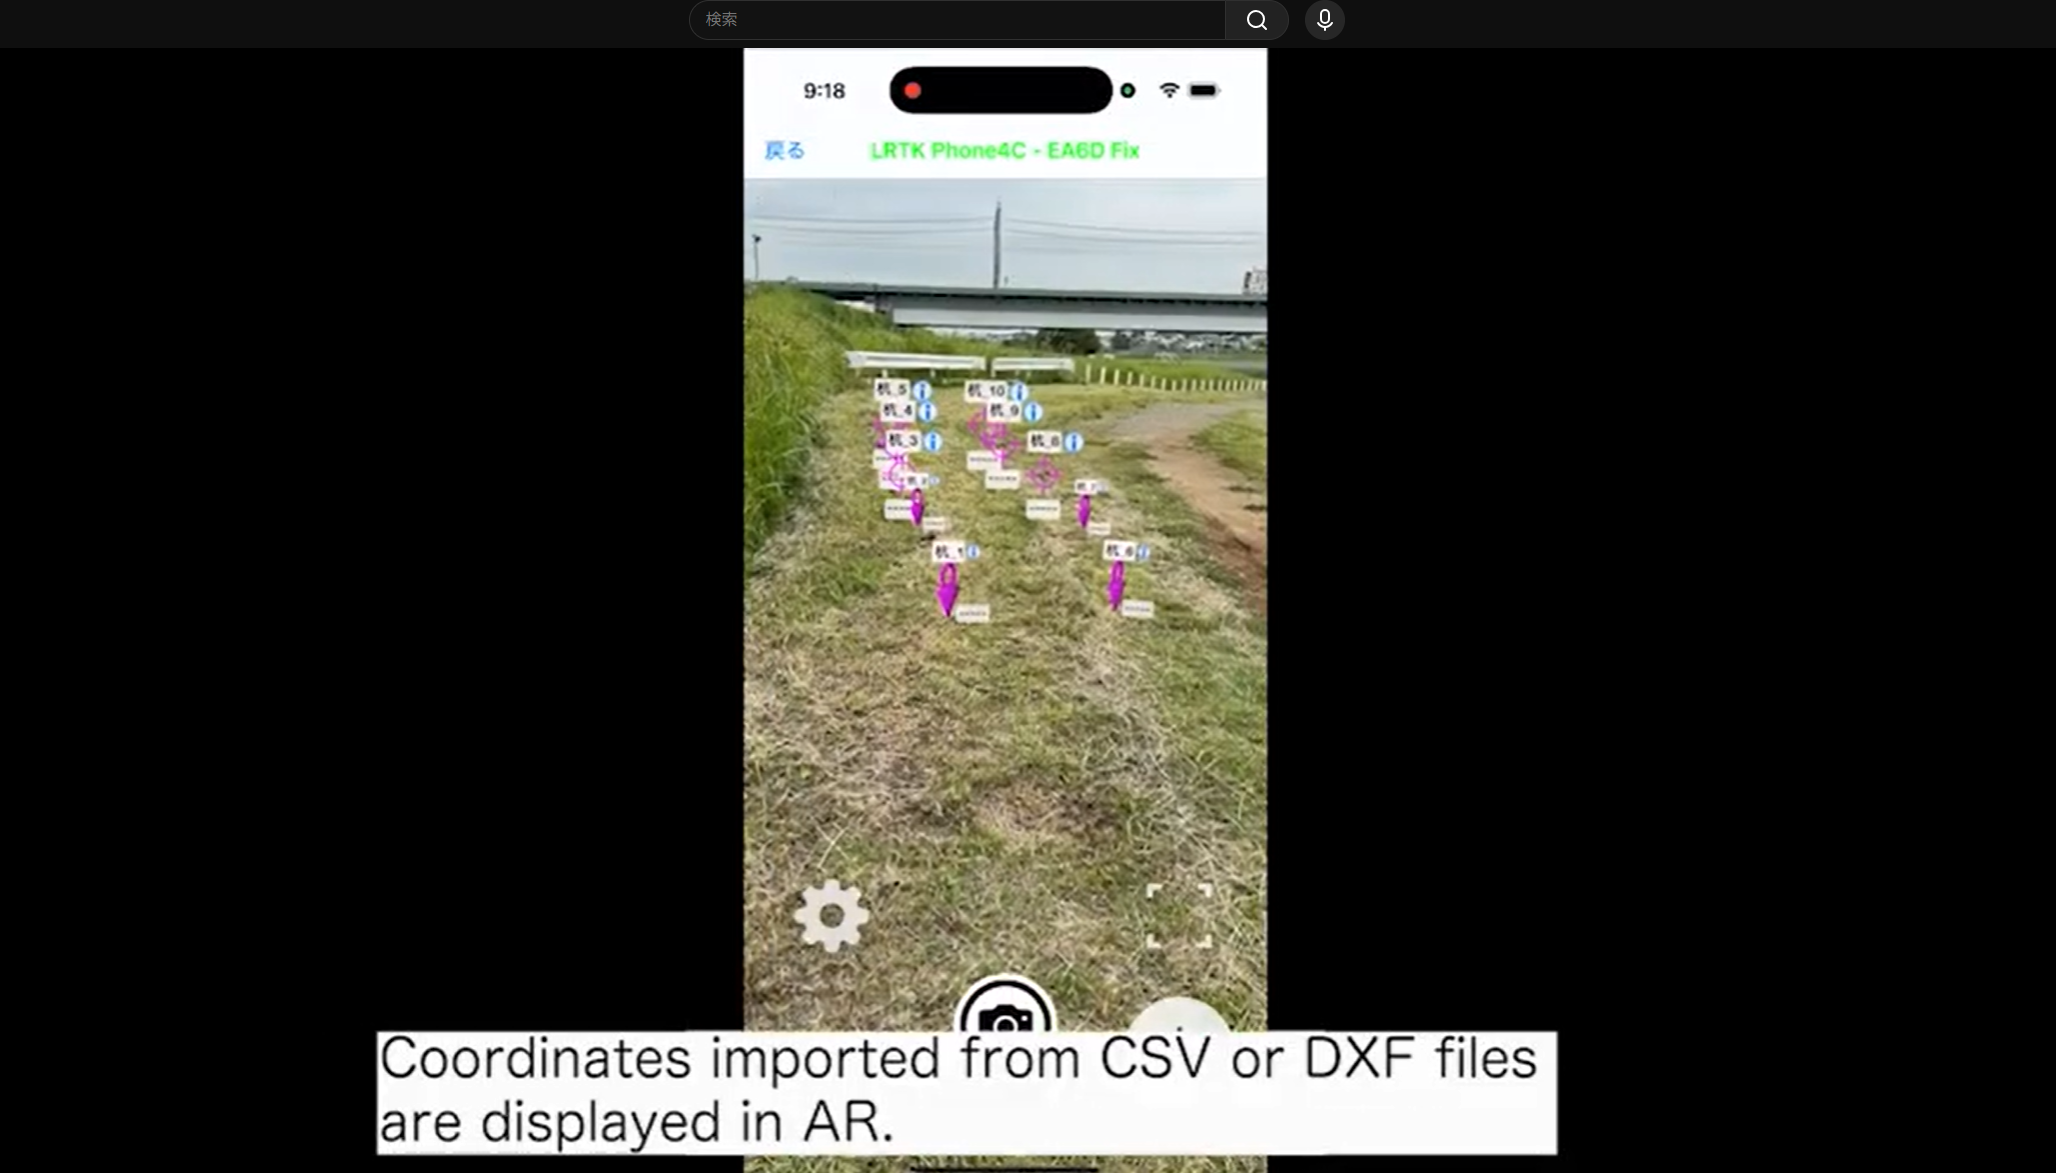 検索
9:18
戻る
LRTK Phone4C - EA6D Fix
杭_5
杭_10
杭_4
杭_9
杭_3
杭_8
杭_1
杭_6
Coordinates imported from CSV or DXF files
are displayed in AR.